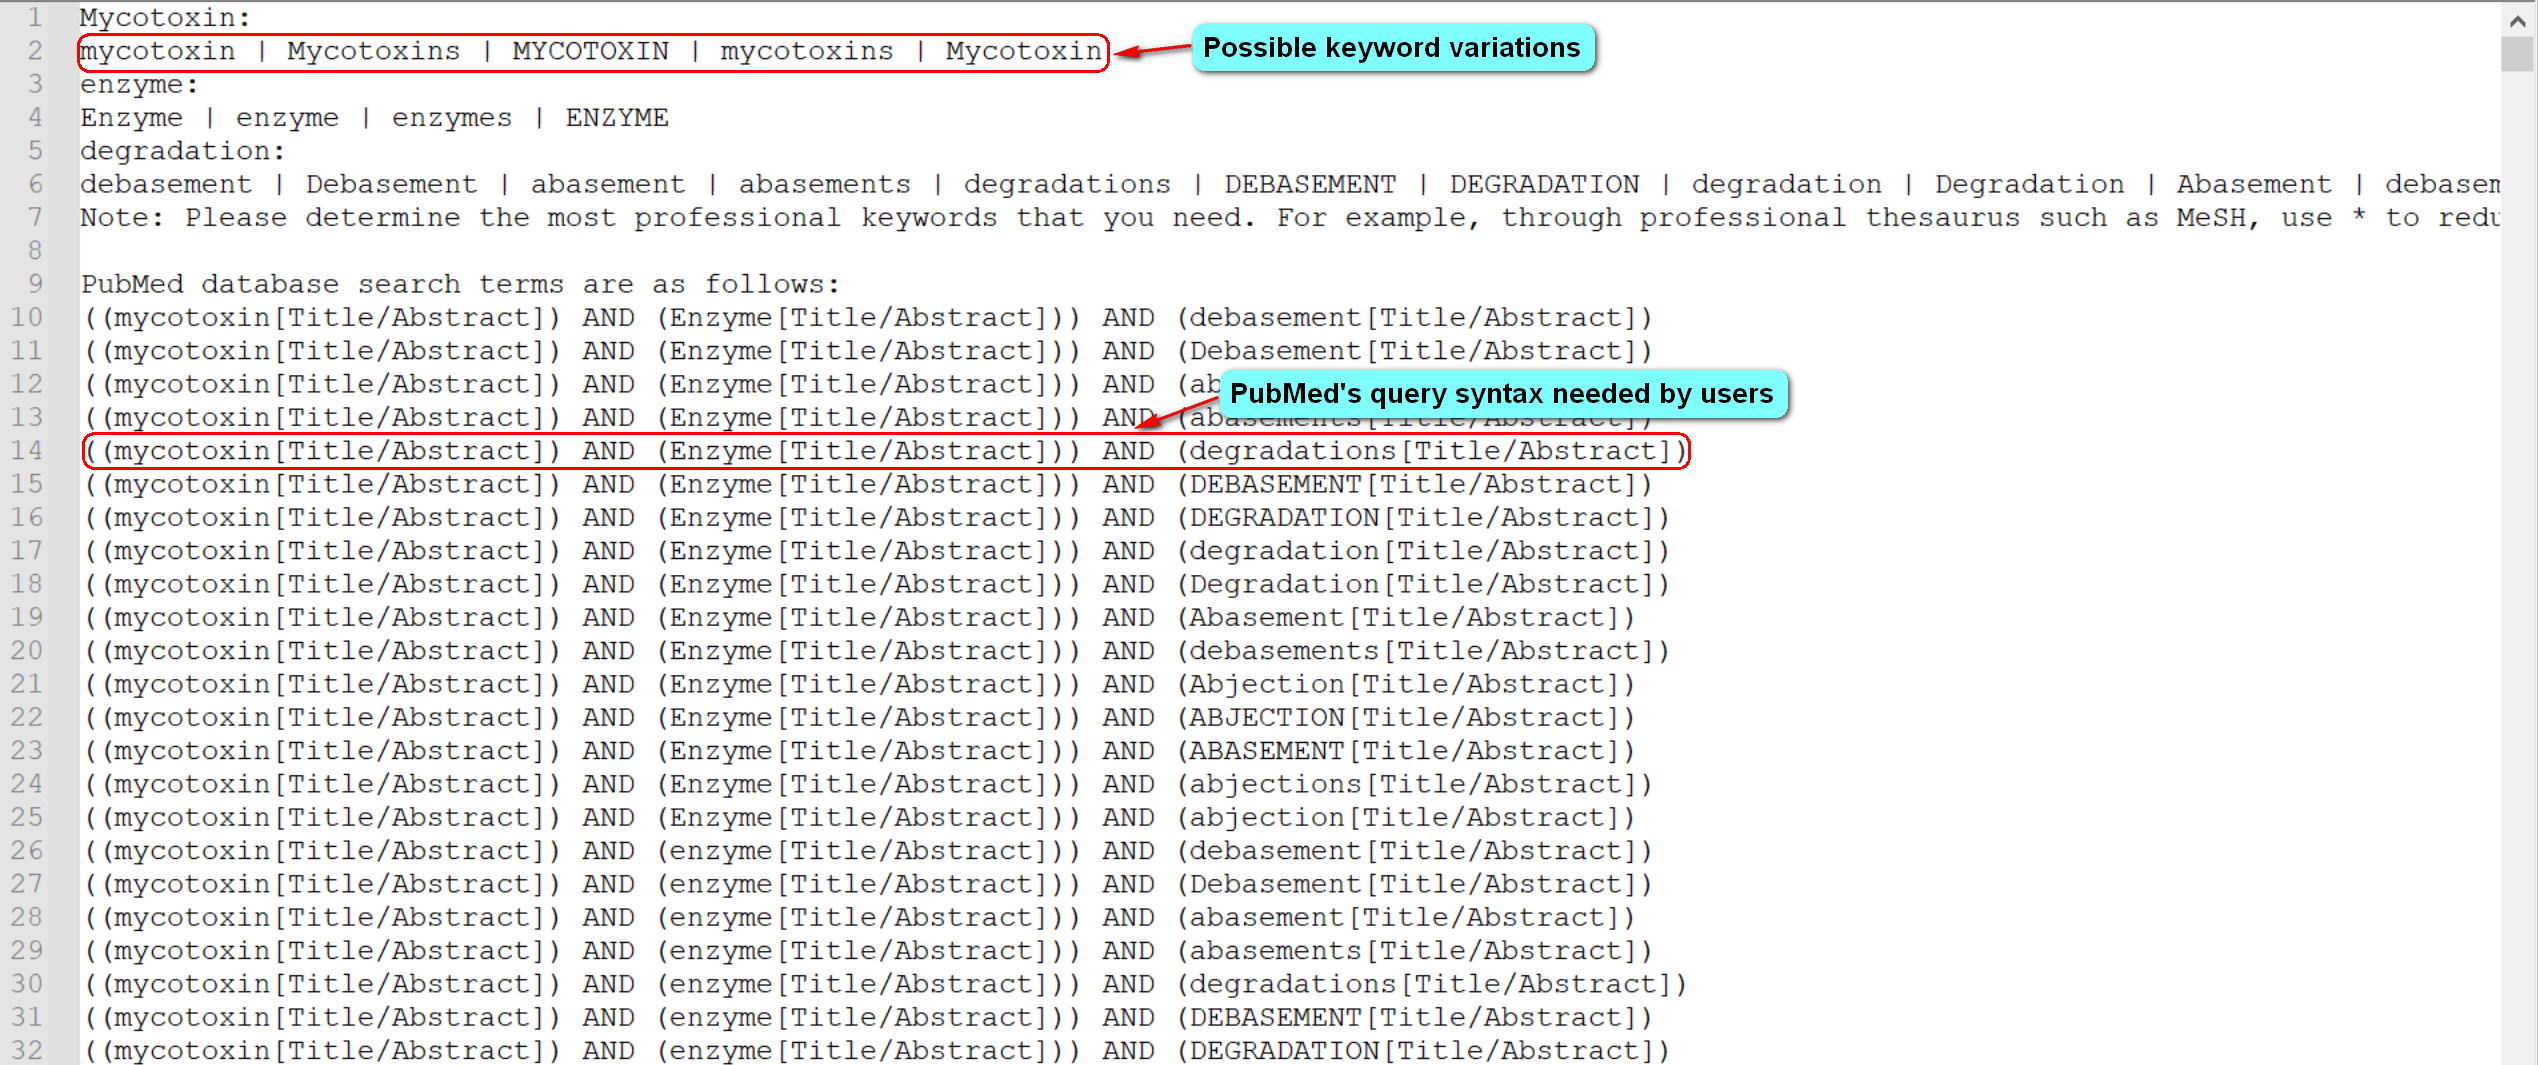 1 Mycotoxin:
2 mycotoxin | Mycotoxins | MYCOTOXIN | mycotoxins | Mycotoxin
Possible keyword variations
3 enzyme:
4 Enzyme | enzyme | enzymes | ENZYME
5 degradation:
6 debasement | Debasement | abasement | abasements | degradations | DEBASEMENT | DEGRADATION | degradation | Degradation | Abasement | debasem
7 Note: Please determine the most professional keywords that you need. For example, through professional thesaurus such as MeSH, use * to redu
8
9 PubMed database search terms are as follows:
10 ((mycotoxin[Title/Abstract]) AND (Enzyme[Title/Abstract])) AND (debasement[Title/Abstract])
11 ((mycotoxin[Title/Abstract]) AND (Enzyme[Title/Abstract])) AND (Debasement[Title/Abstract])
12 ((mycotoxin[Title/Abstract]) AND (Enzyme[Title/Abstract])) AND (ab
PubMed's query syntax needed by users
13 ((mycotoxin[Title/Abstract]) AND (Enzyme[Title/Abstract])) AND (abasements[Title/Abstract])
14 ((mycotoxin[Title/Abstract]) AND (Enzyme[Title/Abstract])) AND (degradations[Title/Abstract])
15 ((mycotoxin[Title/Abstract]) AND (Enzyme[Title/Abstract])) AND (DEBASEMENT[Title/Abstract])
16 ((mycotoxin[Title/Abstract]) AND (Enzyme[Title/Abstract])) AND (DEGRADATION[Title/Abstract])
17 ((mycotoxin[Title/Abstract]) AND (Enzyme[Title/Abstract])) AND (degradation[Title/Abstract])
18 ((mycotoxin[Title/Abstract]) AND (Enzyme[Title/Abstract])) AND (Degradation[Title/Abstract])
19 ((mycotoxin[Title/Abstract]) AND (Enzyme[Title/Abstract])) AND (Abasement[Title/Abstract])
20 ((mycotoxin[Title/Abstract]) AND (Enzyme[Title/Abstract])) AND (debasements[Title/Abstract])
21 ((mycotoxin[Title/Abstract]) AND (Enzyme[Title/Abstract])) AND (Abjection[Title/Abstract])
22 ((mycotoxin[Title/Abstract]) AND (Enzyme[Title/Abstract])) AND (ABJECTION[Title/Abstract])
23 ((mycotoxin[Title/Abstract]) AND (Enzyme[Title/Abstract])) AND (ABASEMENT[Title/Abstract])
24 ((mycotoxin[Title/Abstract]) AND (Enzyme[Title/Abstract])) AND (abjections[Title/Abstract])
25 ((mycotoxin[Title/Abstract]) AND (Enzyme[Title/Abstract])) AND (abjection[Title/Abstract])
26 ((mycotoxin[Title/Abstract]) AND (enzyme[Title/Abstract])) AND (debasement[Title/Abstract])
27 ((mycotoxin[Title/Abstract]) AND (enzyme[Title/Abstract])) AND (Debasement[Title/Abstract])
28 ((mycotoxin[Title/Abstract]) AND (enzyme[Title/Abstract])) AND (abasement[Title/Abstract])
29 ((mycotoxin[Title/Abstract]) AND (enzyme[Title/Abstract])) AND (abasements[Title/Abstract])
30 ((mycotoxin[Title/Abstract]) AND (enzyme[Title/Abstract])) AND (degradations[Title/Abstract])
31 ((mycotoxin[Title/Abstract]) AND (enzyme[Title/Abstract])) AND (DEBASEMENT[Title/Abstract])
32 ((mycotoxin[Title/Abstract]) AND (enzyme[Title/Abstract])) AND (DEGRADATION[Title/Abstract])